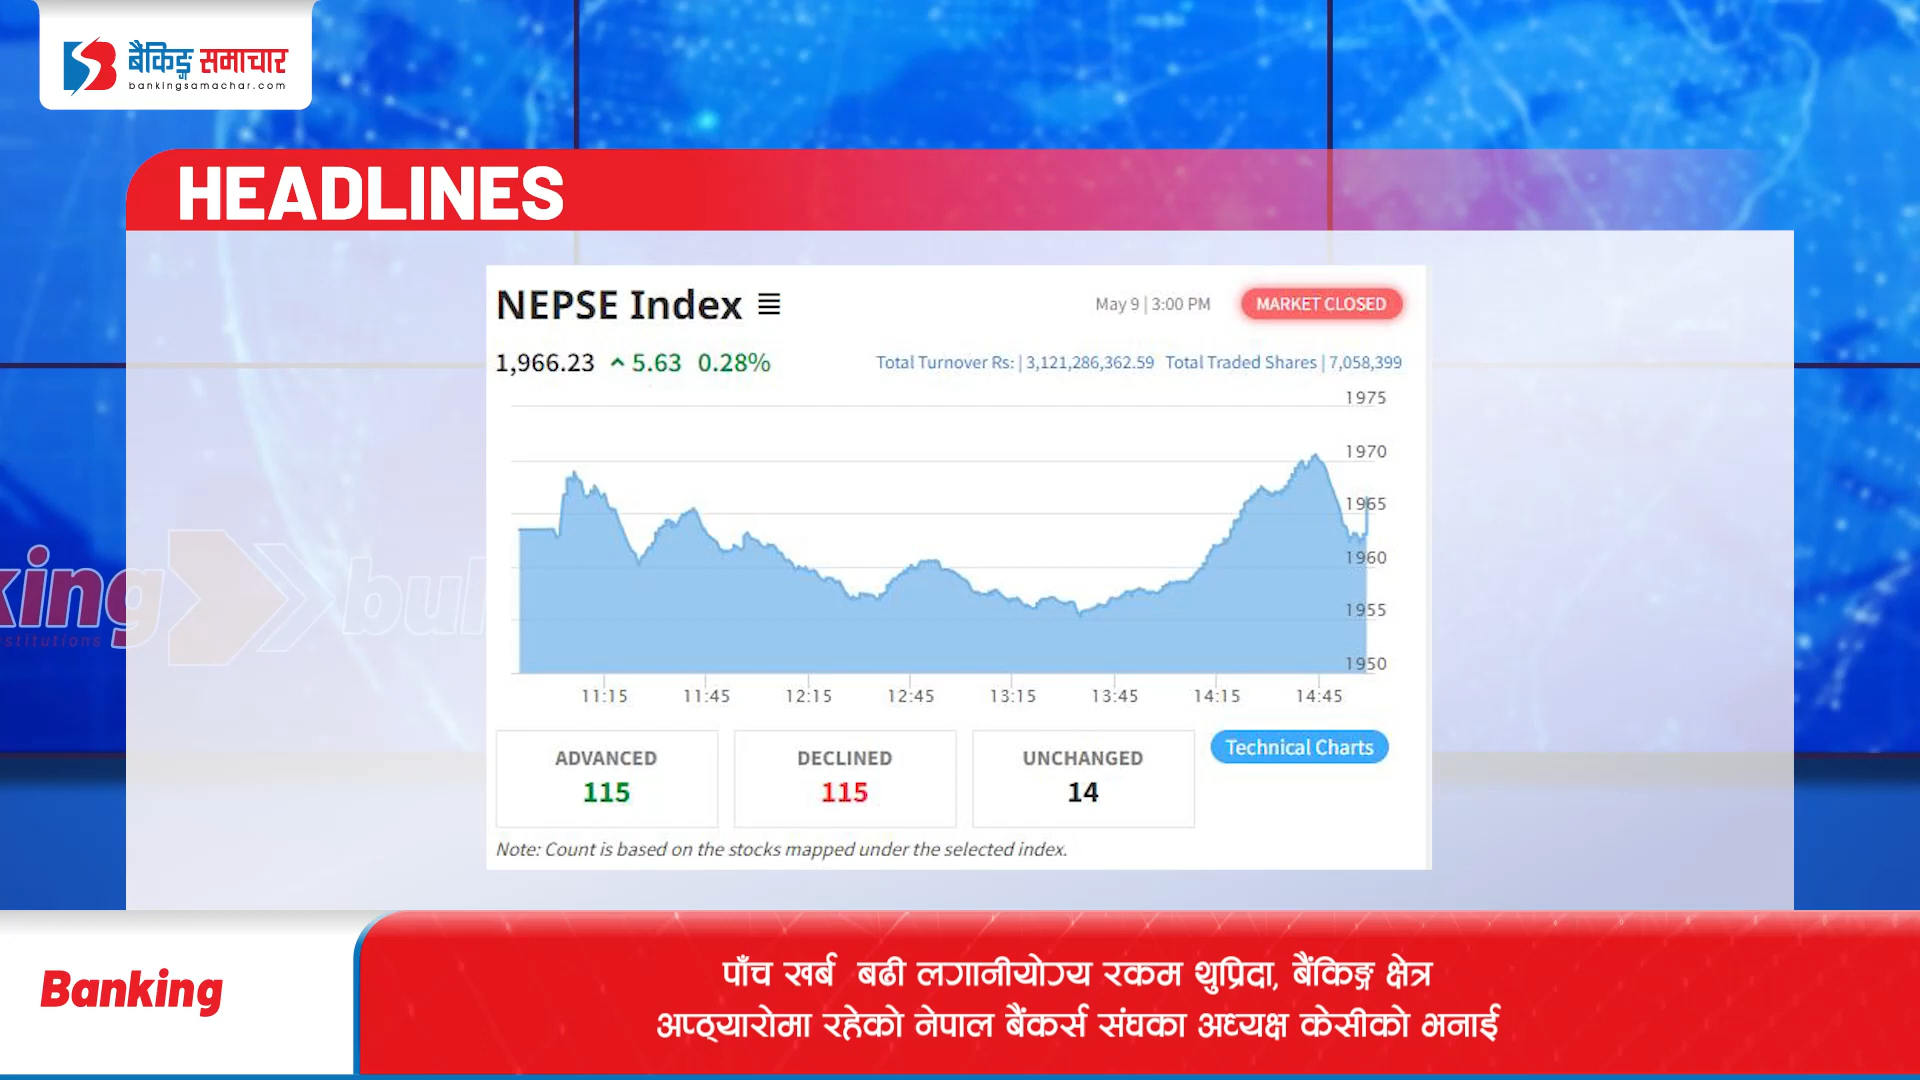 बैंकिङ्ग समाचार
bankingsamachar.com
HEADLINES
NEPSE Index
May 9 | 3:00 PM
MARKET CLOSED
1,966.23 5.63 0.28%
Total Turnover Rs: | 3,121,286,362.59 Total Traded Shares | 7,058,399
1975
1970
1965
1960
1955
1950
11:15 11:45 12:15 12:45 13:15 13:45 14:15 14:45
king bul
stitutions
ADVANCED
115
DECLINED
115
UNCHANGED
14
Technical Charts
Note: Count is based on the stocks mapped under the selected index.
Banking
पाँच खर्ब बढी लगानीयोग्य रकम थुप्रिदा, बैंकिङ्ग क्षेत्र
अप्ठ्यारोमा रहेको नेपाल बैंकर्स संघका अध्यक्ष केसीको भनाई